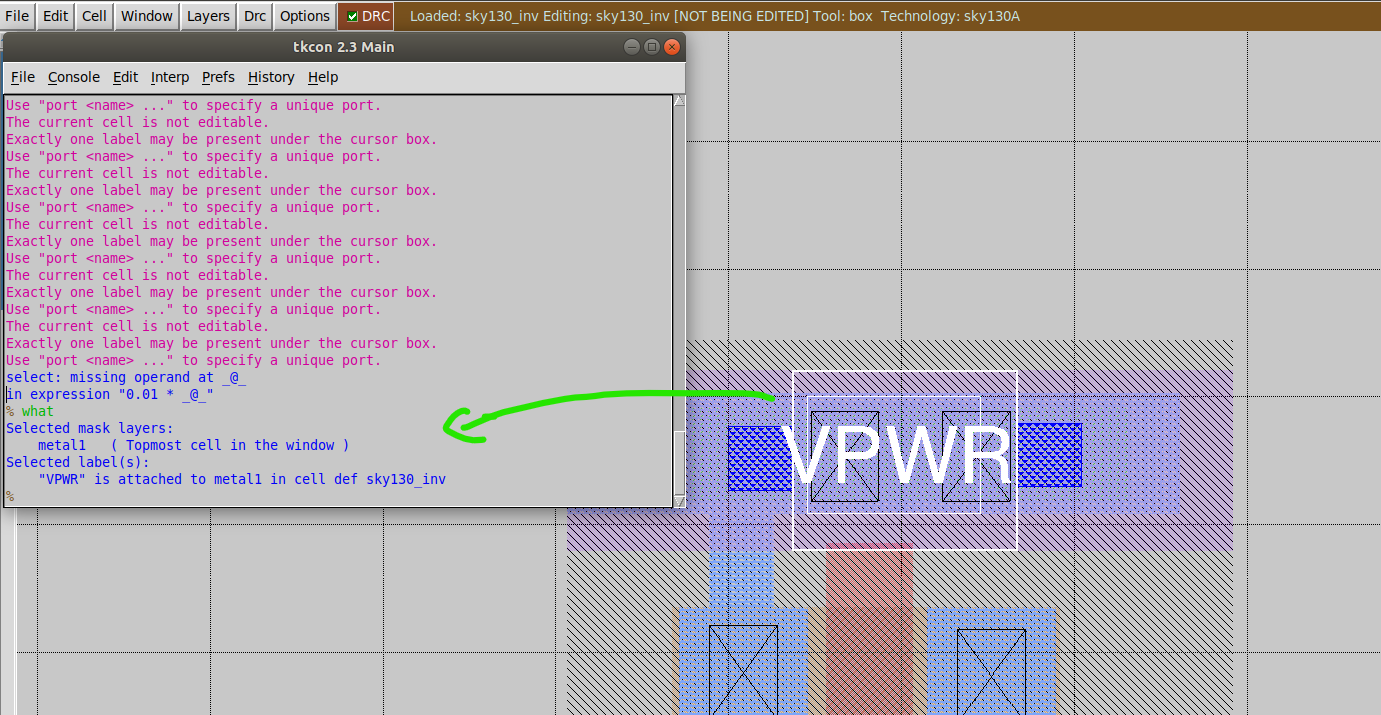 File Edit Cell Window Layers Drc Options DRC Loaded: sky130_inv Editing: sky130_inv [NOT BEING EDITED] Tool: box Technology: sky130A
tkcon 2.3 Main
File Console Edit Interp Prefs History Help
Use "port <name> ..." to specify a unique port.
The current cell is not editable.
Exactly one label may be present under the cursor box.
Use "port <name> ..." to specify a unique port.
The current cell is not editable.
Exactly one label may be present under the cursor box.
Use "port <name> ..." to specify a unique port.
The current cell is not editable.
Exactly one label may be present under the cursor box.
Use "port <name> ..." to specify a unique port.
The current cell is not editable.
Exactly one label may be present under the cursor box.
Use "port <name> ..." to specify a unique port.
The current cell is not editable.
Exactly one label may be present under the cursor box.
Use "port <name> ..." to specify a unique port.
select: missing operand at _@_
in expression "0.01 * _@_"
% what
Selected mask layers:
metal1 ( Topmost cell in the window )
Selected label(s):
"VPWR" is attached to metal1 in cell def sky130_inv
%
VPWR